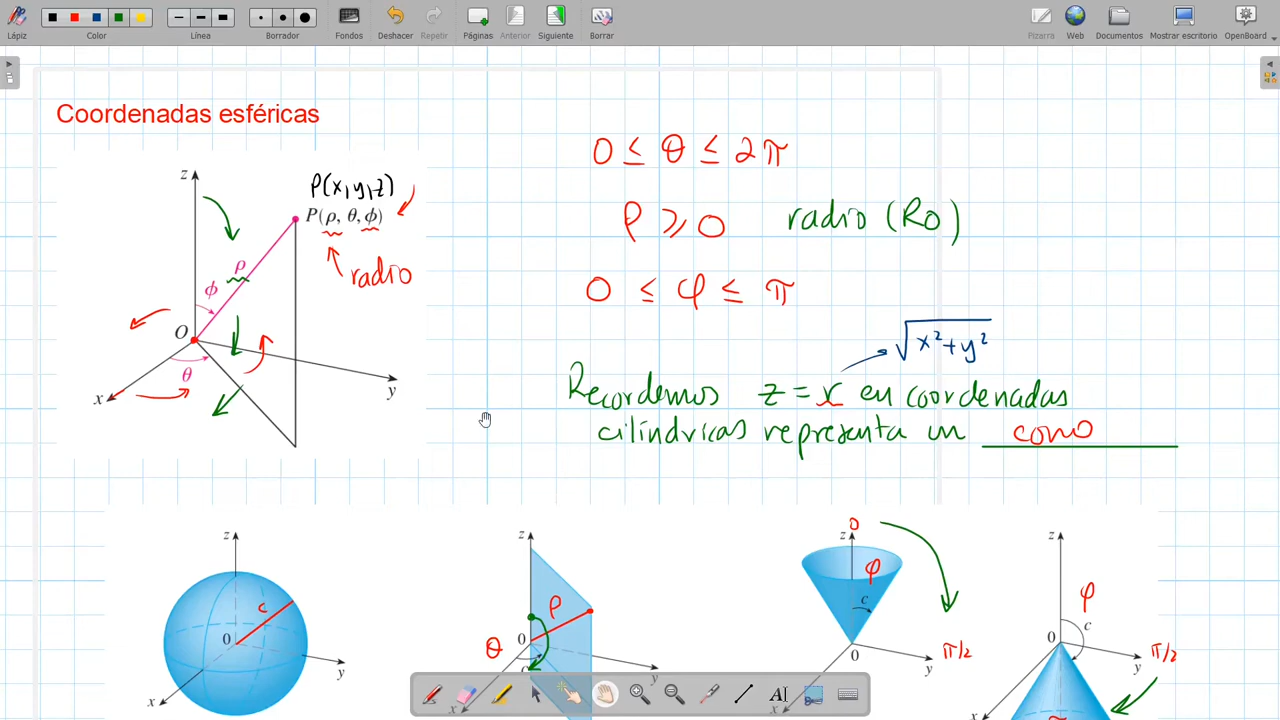 Lápiz
Color
Línea
Borrador
Fondos
Deshacer
Repetir
Páginas
Anterior
Siguiente
Borrar
Pizarra
Web
Documentos
Mostrar escritorio
OpenBoard
Coordenadas esféricas
z
P(x,y,z)
P(ρ, θ, ϕ)
radio
ρ
ϕ
O
θ
x
y
0 ≤ θ ≤ 2π
ρ ≥ 0 radio (Ro)
0 ≤ φ ≤ π
√x²+y²
Recordemos z = r en coordenadas
cilíndricas representa un cono
z
c
0
x
y
z
ρ
θ
0
x
y
0
z
φ
c
0
π/2
y
x
z
φ
c
0
π/2
y
x